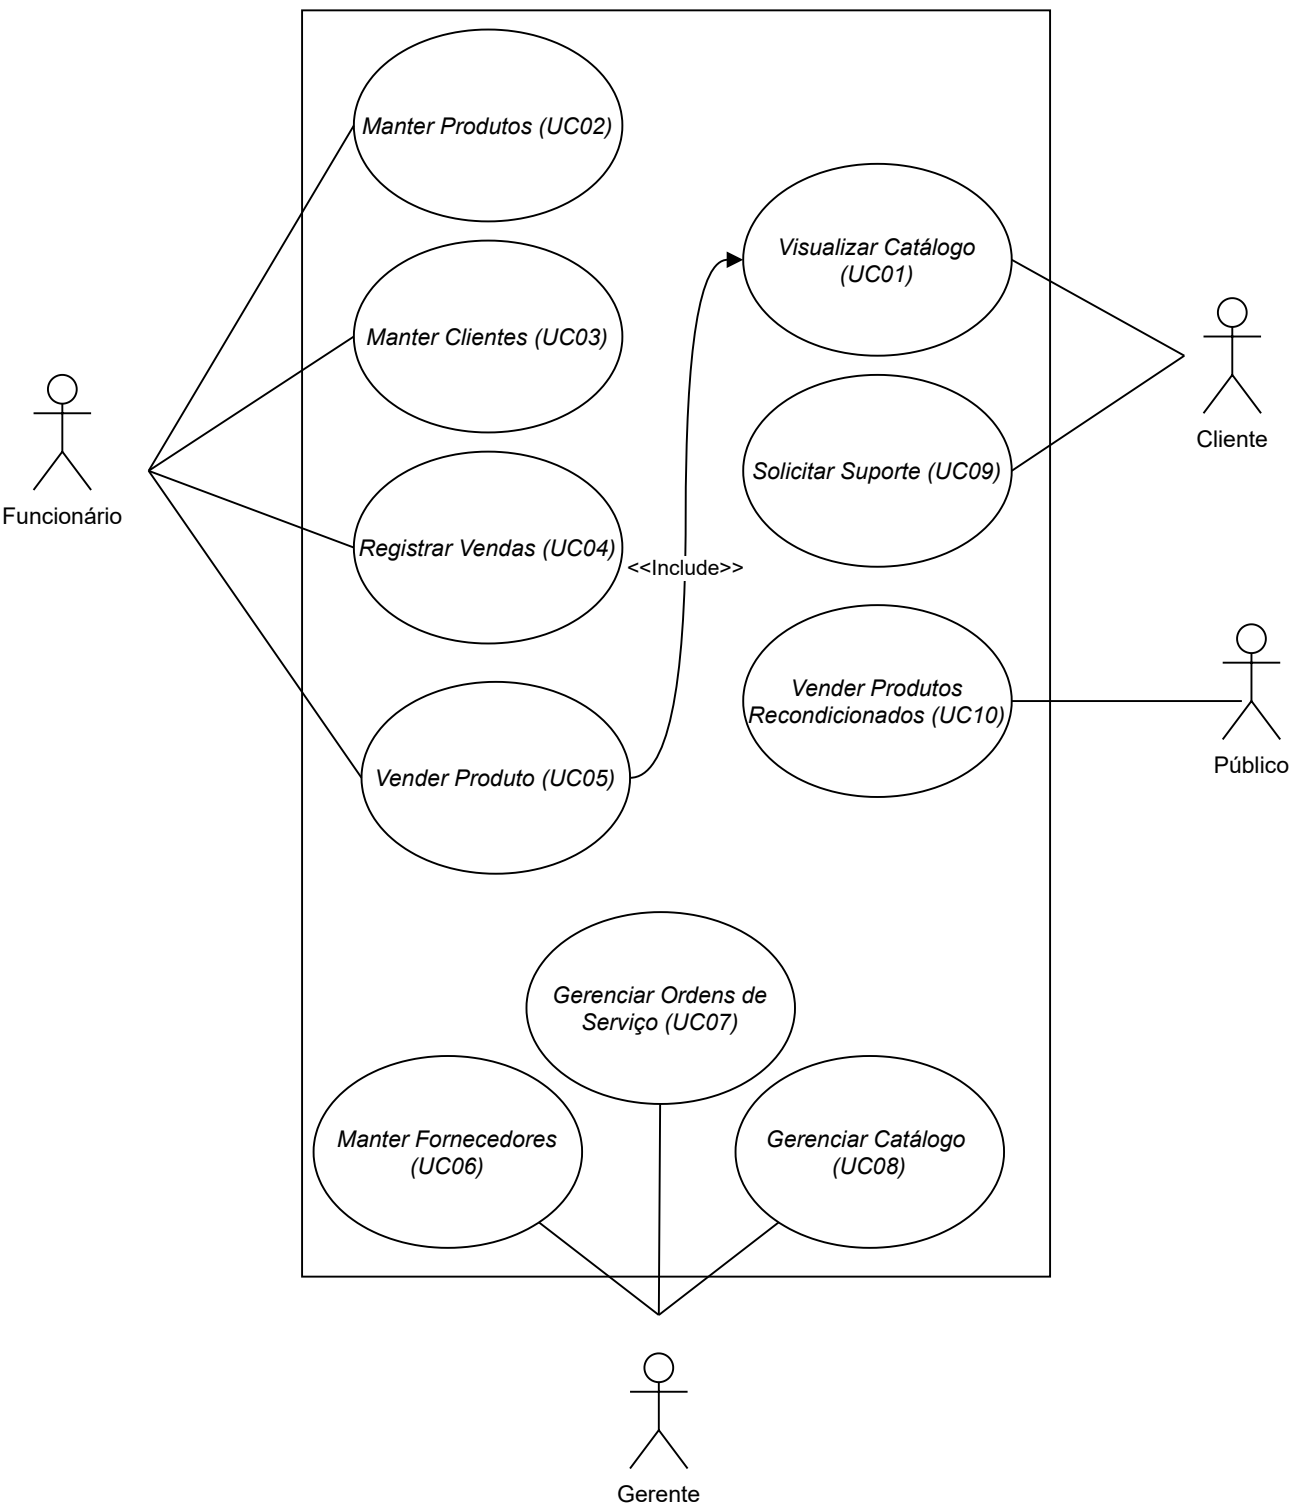 Manter Produtos (UC02)
Visualizar Catálogo
(UC01)
Manter Clientes (UC03)
Cliente
Solicitar Suporte (UC09)
Funcionário
Registrar Vendas (UC04)
<<Include>>
Vender Produtos
Recondicionados (UC10)
Público
Vender Produto (UC05)
Gerenciar Ordens de
Serviço (UC07)
Manter Fornecedores
(UC06)
Gerenciar Catálogo
(UC08)
Gerente